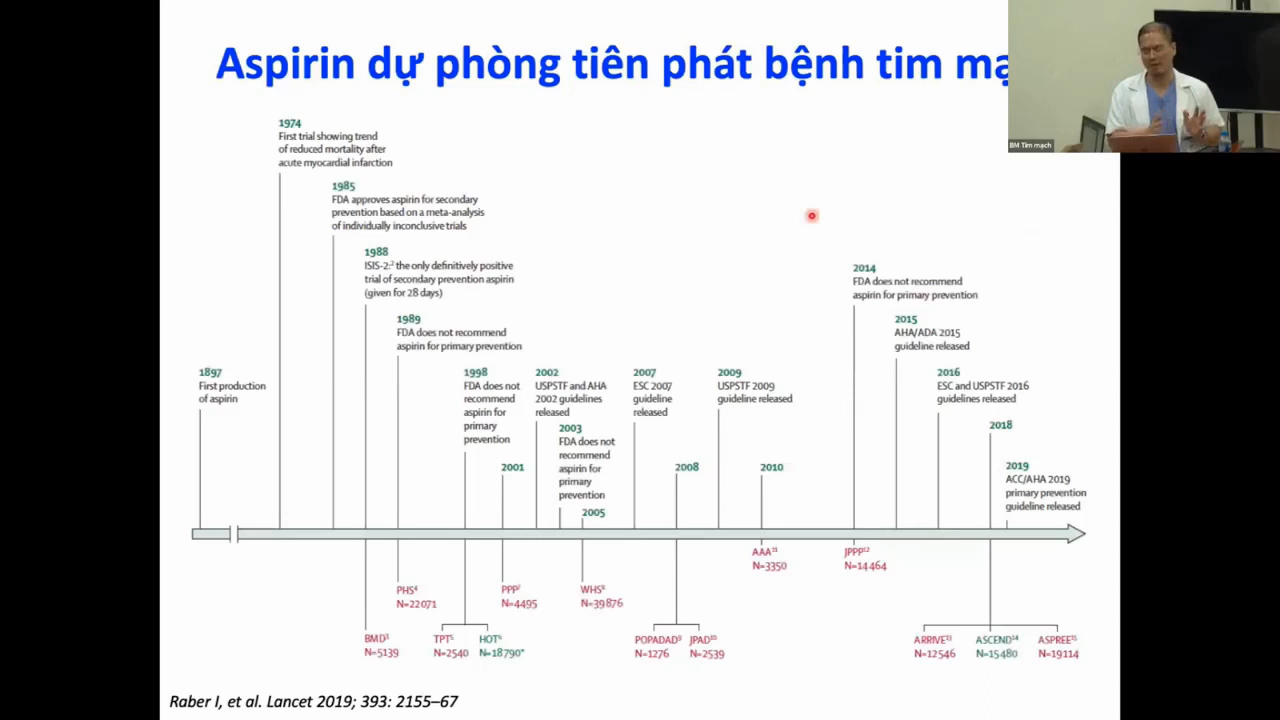 Aspirin dự phòng tiên phát bệnh tim mạ
BM Tim mạch
1974
First trial showing trend
of reduced mortality after
acute myocardial infarction
1985
FDA approves aspirin for secondary
prevention based on a meta-analysis
of individually inconclusive trials
1988
ISIS-2:² the only definitively positive
trial of secondary prevention aspirin
(given for 28 days)
2014
FDA does not recommend
aspirin for primary prevention
1989
FDA does not recommend
aspirin for primary prevention
2015
AHA/ADA 2015
guideline released
1897
First production
of aspirin
1998
FDA does not
recommend
aspirin for
primary
prevention
2002
USPSTF and AHA
2002 guidelines
released
2007
ESC 2007
guideline
released
2009
USPSTF 2009
guideline released
2016
ESC and USPSTF 2016
guidelines released
2003
FDA does not
recommend
aspirin for
primary
prevention
2018
2001
2008
2010
2019
ACC/AHA 2019
primary prevention
guideline released
2005
AAA¹¹
N=3350
JPPP¹²
N=14 464
PHS⁴
N=22 071
PPP⁷
N=4495
WHS⁸
N=39 876
BMD³
N=5139
TPT⁵
N=2540
HOT⁶
N=18 790*
POPADAD⁹
N=1276
JPAD¹⁰
N=2539
ARRIVE¹³
N=12 546
ASCEND¹⁴
N=15 480
ASPREE¹⁵
N=19 114
Raber I, et al. Lancet 2019; 393: 2155–67